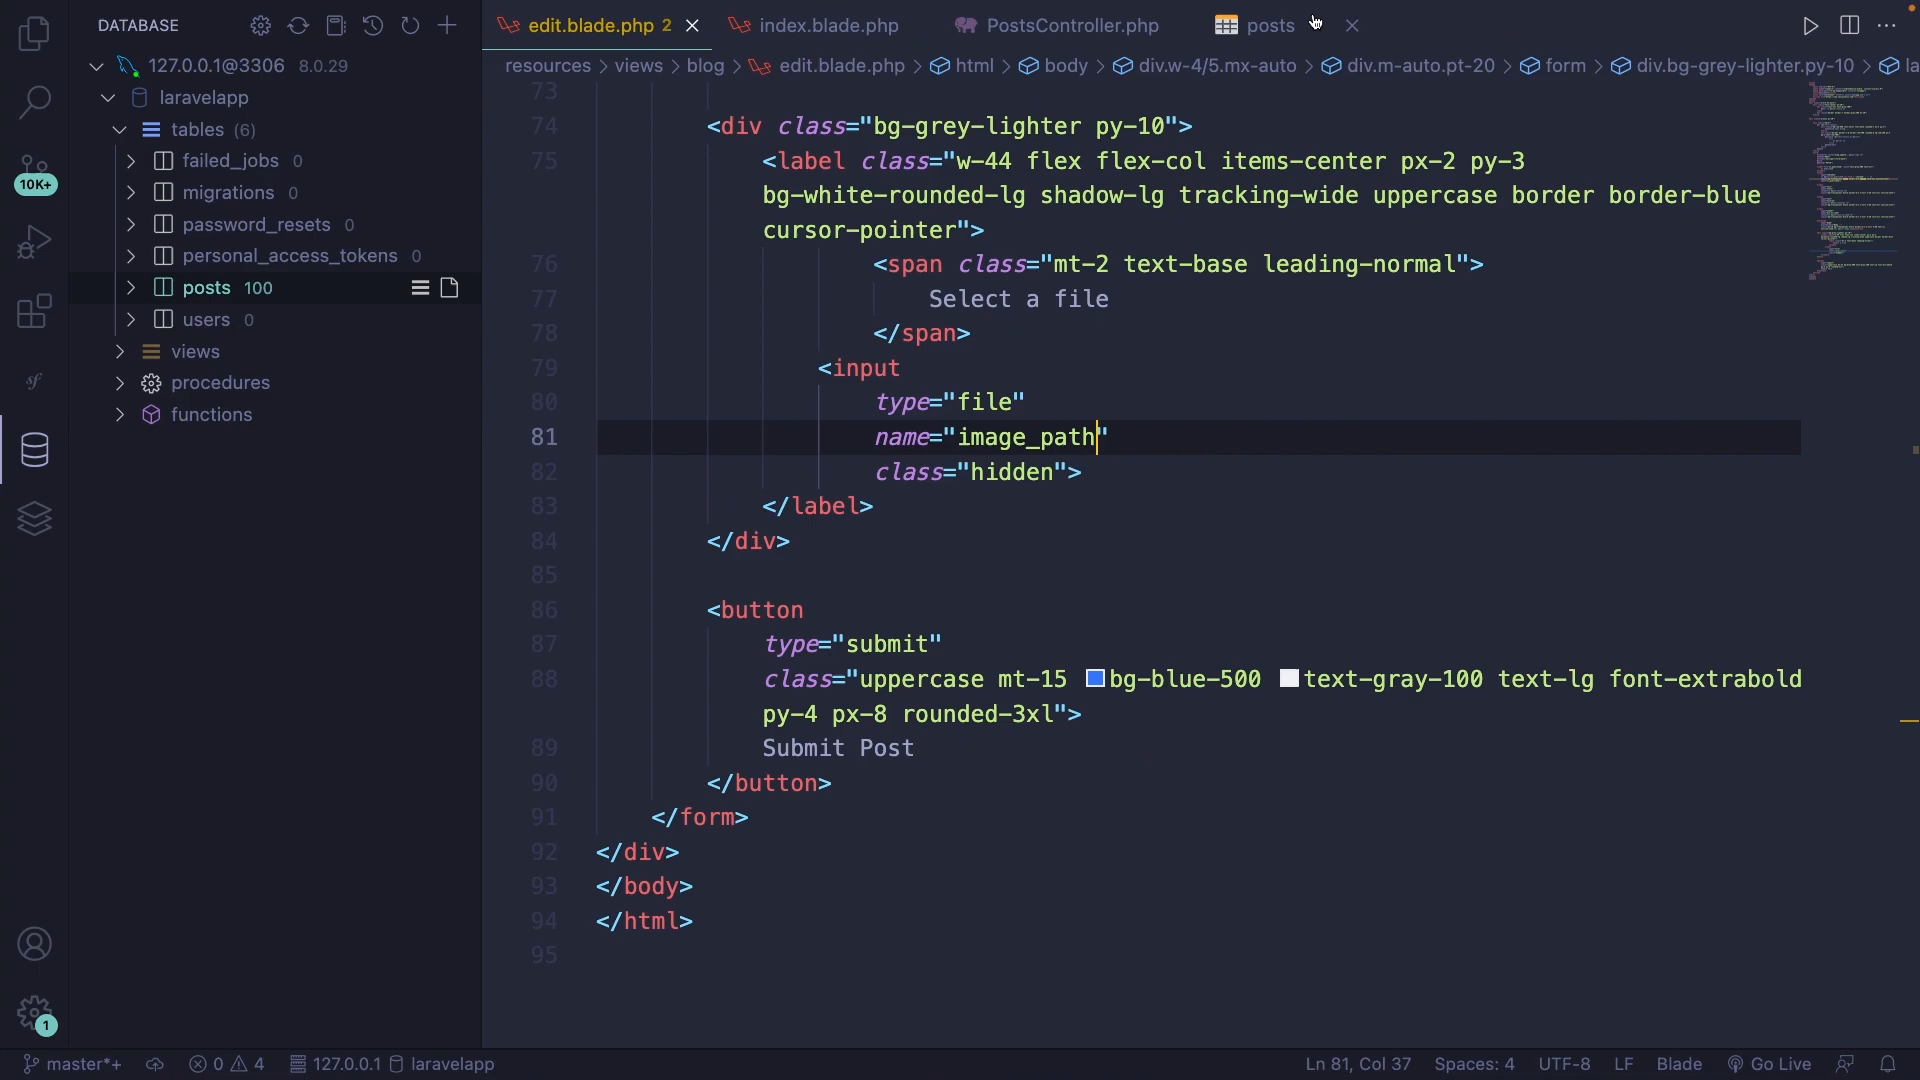 DATABASE
127.0.0.1@3306 8.0.29
laravelapp
tables (6)
failed_jobs 0
migrations 0
password_resets 0
personal_access_tokens 0
posts 100
users 0
views
procedures
functions
10K+
sf
1
edit.blade.php 2
index.blade.php
PostsController.php
posts
resources > views > blog > edit.blade.php > html > body > div.w-4/5.mx-auto > div.m-auto.pt-20 > form > div.bg-grey-lighter.py-10 > la
73
74 <div class="bg-grey-lighter py-10">
75 <label class="w-44 flex flex-col items-center px-2 py-3
bg-white-rounded-lg shadow-lg tracking-wide uppercase border border-blue
cursor-pointer">
76 <span class="mt-2 text-base leading-normal">
77 Select a file
78 </span>
79 <input
80 type="file"
81 name="image_path"
82 class="hidden">
83 </label>
84 </div>
85
86 <button
87 type="submit"
88 class="uppercase mt-15 bg-blue-500 text-gray-100 text-lg font-extrabold
py-4 px-8 rounded-3xl">
89 Submit Post
90 </button>
91 </form>
92 </div>
93 </body>
94 </html>
95
master*+ 0 4 127.0.0.1 laravelapp
Ln 81, Col 37 Spaces: 4 UTF-8 LF Blade Go Live